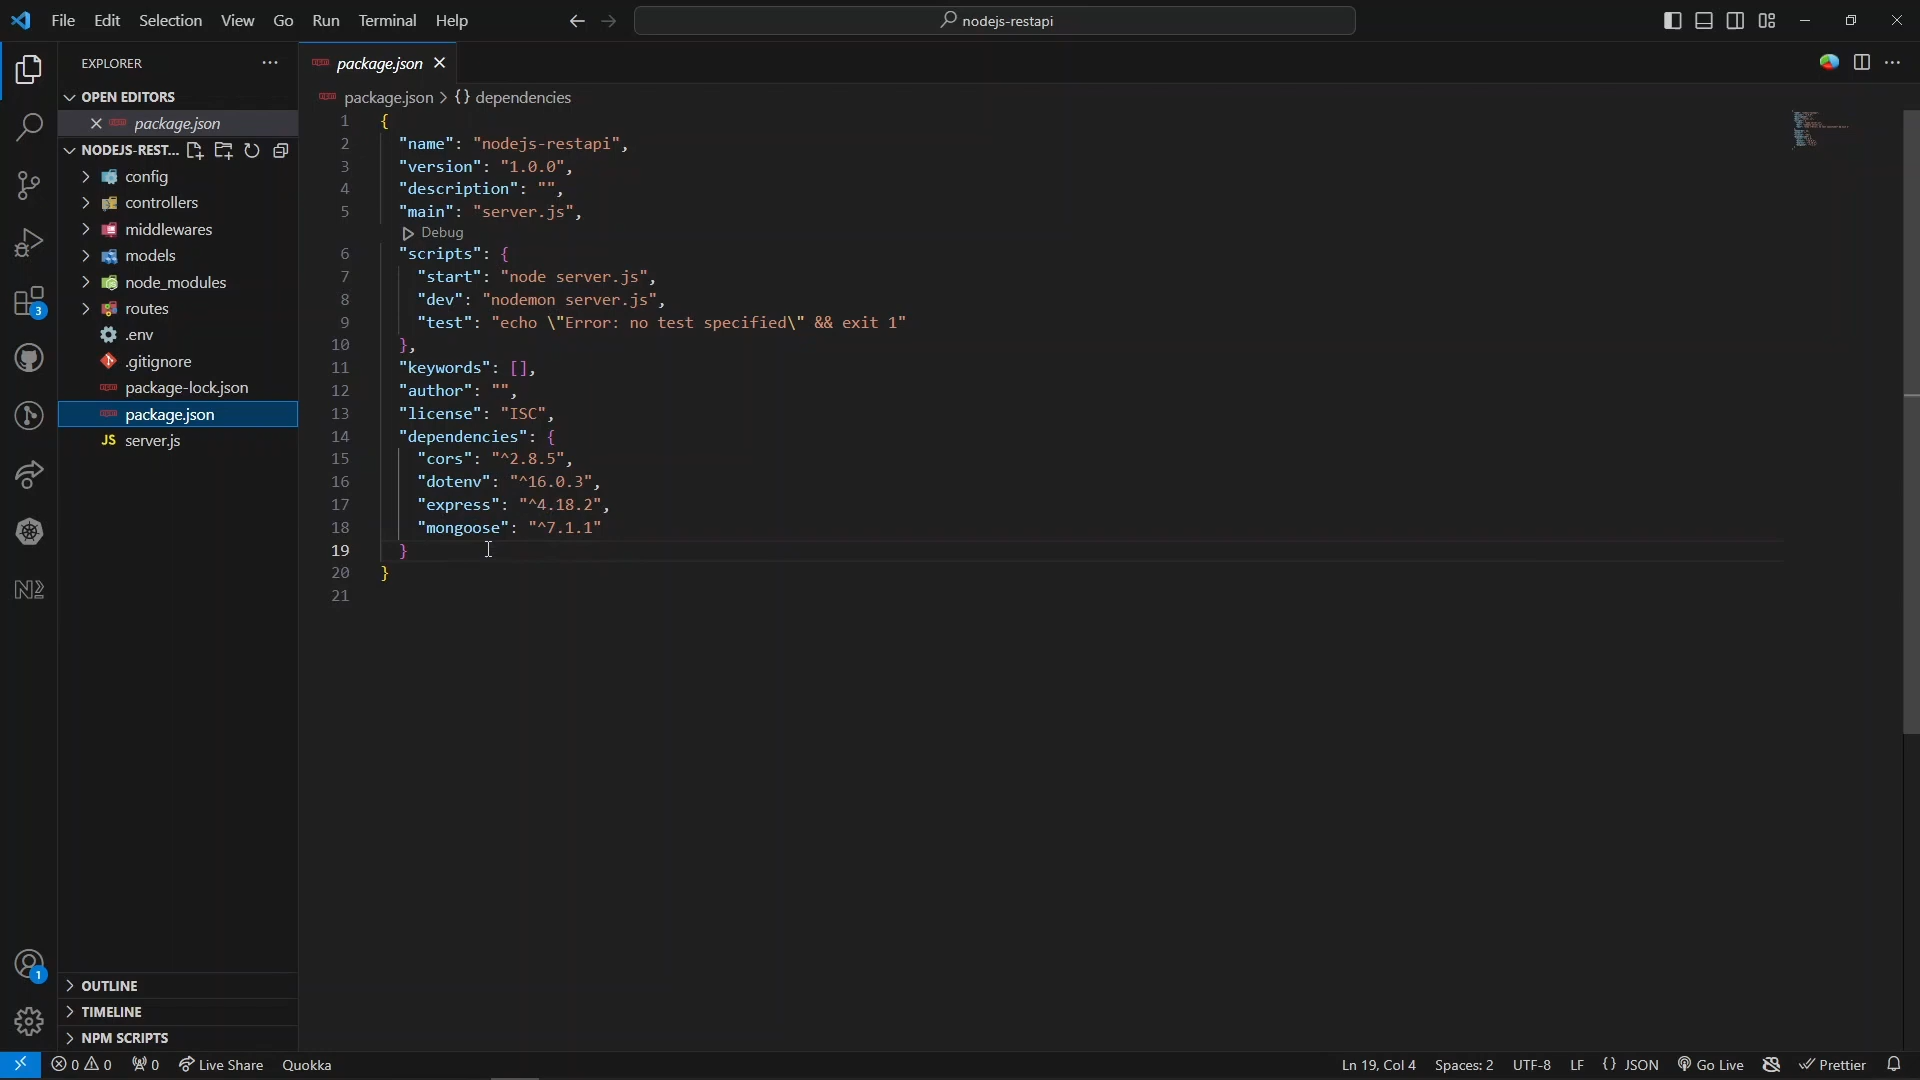 File Edit Selection View Go Run Terminal Help
nodejs-restapi
EXPLORER
OPEN EDITORS
package.json
NODEJS-REST...
config
controllers
middlewares
models
node_modules
routes
.env
.gitignore
package-lock.json
package.json
server.js
OUTLINE
TIMELINE
NPM SCRIPTS
3
1
package.json
package.json > {} dependencies
1 {
2 "name": "nodejs-restapi",
3 "version": "1.0.0",
4 "description": "",
5 "main": "server.js",
Debug
6 "scripts": {
7 "start": "node server.js",
8 "dev": "nodemon server.js",
9 "test": "echo \"Error: no test specified\" && exit 1"
10 },
11 "keywords": [],
12 "author": "",
13 "license": "ISC",
14 "dependencies": {
15 "cors": "^2.8.5",
16 "dotenv": "^16.0.3",
17 "express": "^4.18.2",
18 "mongoose": "^7.1.1"
19 }
20 }
21
0 0 0 Live Share Quokka
Ln 19, Col 4 Spaces: 2 UTF-8 LF {} JSON Go Live Prettier